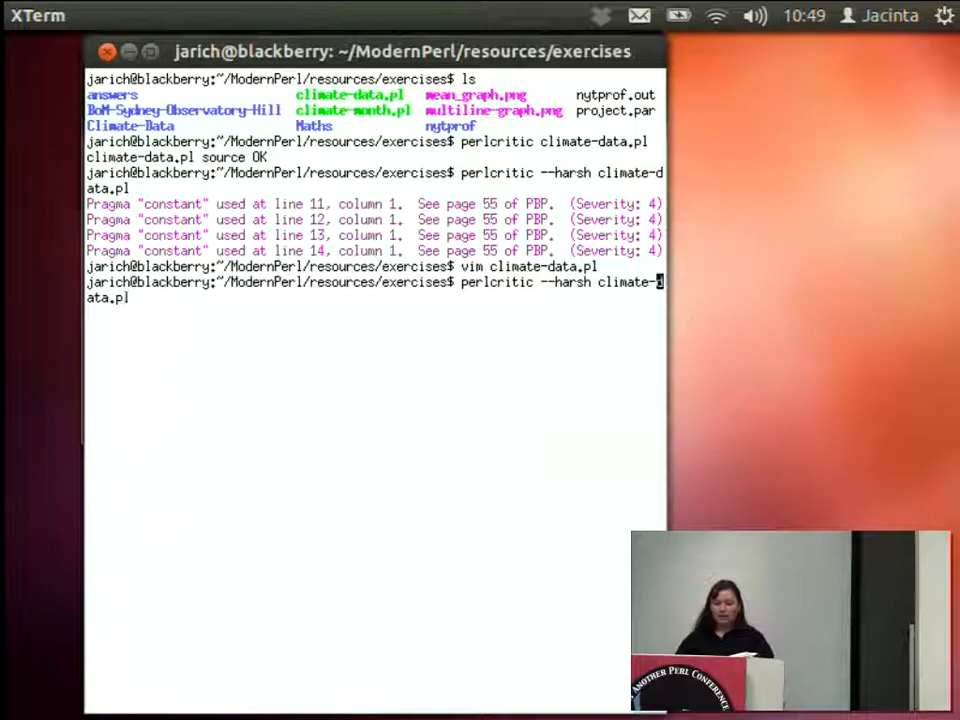 XTerm
10:49 Jacinta
jarich@blackberry: ~/ModernPerl/resources/exercises
jarich@blackberry:~/ModernPerl/resources/exercises$ ls
answers climate-data.pl mean_graph.png nytprof.out
BoM-Sydney-Observatory-Hill climate-month.pl multiline-graph.png project.par
Climate-Data Maths nytprof
jarich@blackberry:~/ModernPerl/resources/exercises$ perlcritic climate-data.pl
climate-data.pl source OK
jarich@blackberry:~/ModernPerl/resources/exercises$ perlcritic --harsh climate-d
ata.pl
Pragma "constant" used at line 11, column 1.  See page 55 of PBP.  (Severity: 4)
Pragma "constant" used at line 12, column 1.  See page 55 of PBP.  (Severity: 4)
Pragma "constant" used at line 13, column 1.  See page 55 of PBP.  (Severity: 4)
Pragma "constant" used at line 14, column 1.  See page 55 of PBP.  (Severity: 4)
jarich@blackberry:~/ModernPerl/resources/exercises$ vim climate-data.pl
jarich@blackberry:~/ModernPerl/resources/exercises$ perlcritic --harsh climate-d
ata.pl
ANOTHER PERL CONFERENCE